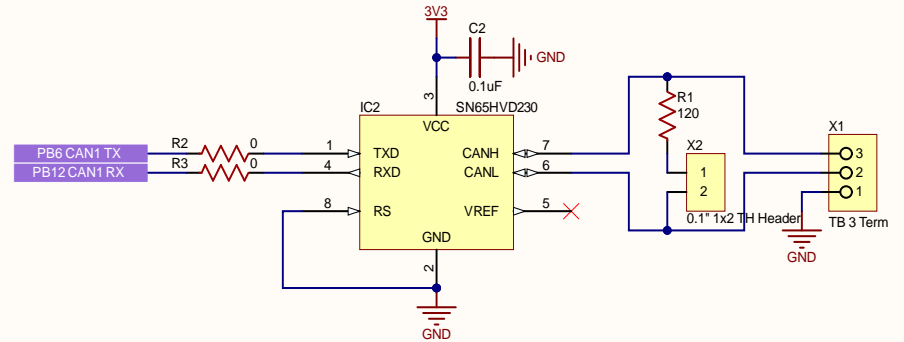 3V3
C2
GND
0.1uF
3
IC2
SN65HVD230
VCC
R2
0
1
TXD
CANH
7
PB6 CAN1 TX
R3
0
4
RXD
CANL
6
PB12 CAN1 RX
8
RS
VREF
5
GND
2
GND
R1
120
X2
1
2
0.1" 1x2 TH Header
X1
3
2
1
TB 3 Term
GND